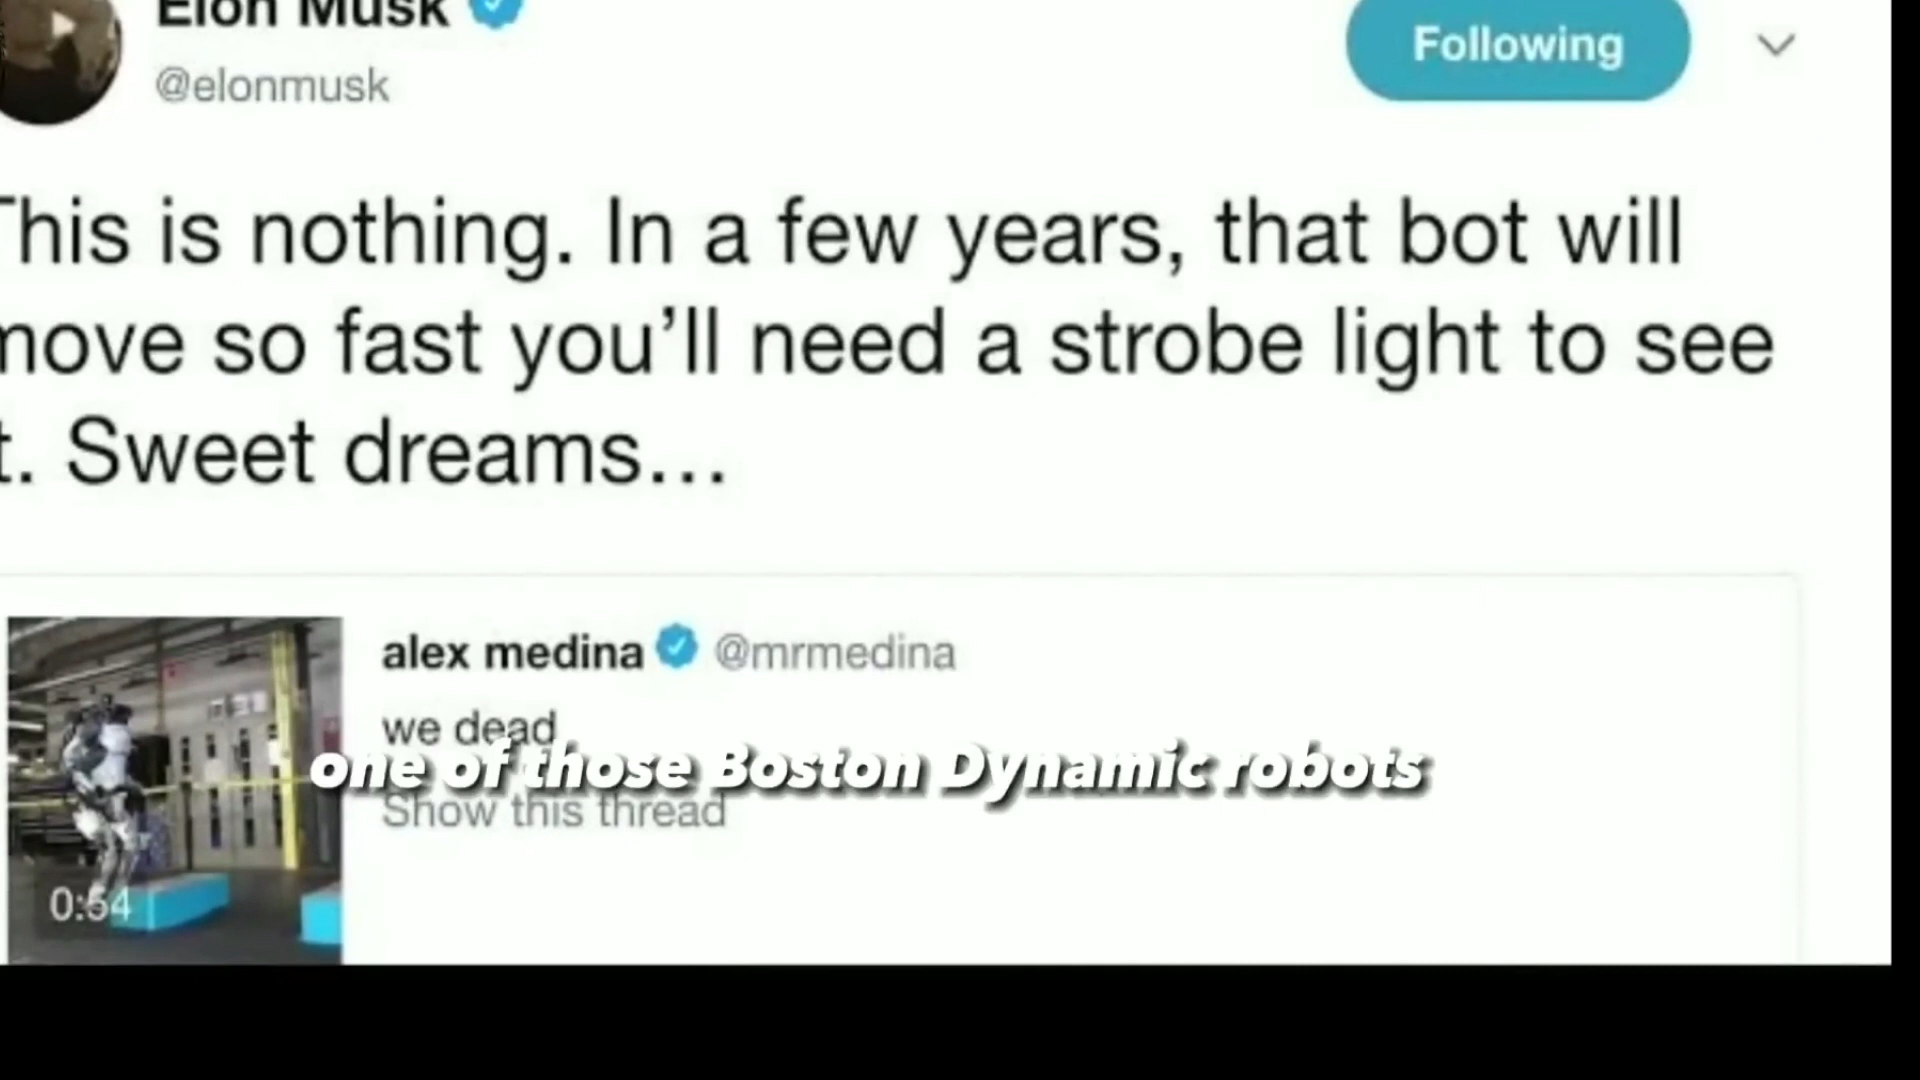 Elon Musk
@elonmusk
Following
This is nothing. In a few years, that bot will
move so fast you'll need a strobe light to see
t. Sweet dreams...
alex medina @mrmedina
we dead
one of those Boston Dynamic robots
Show this thread
0:54